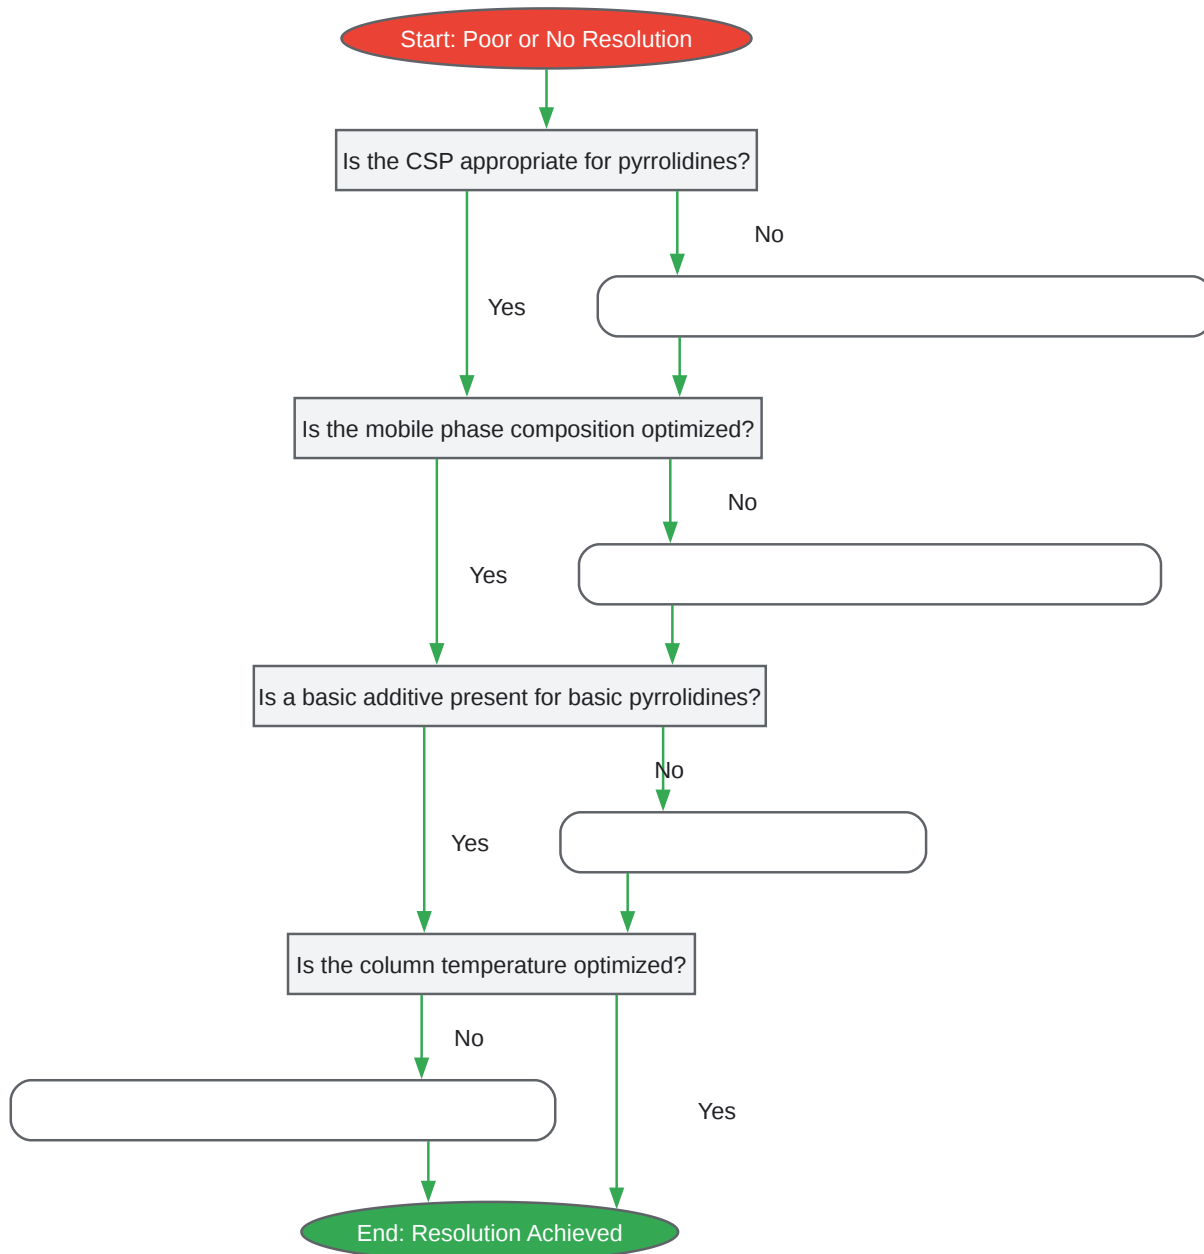 Start: Poor or No Resolution
Is the CSP appropriate for pyrrolidines?
No
Yes
Is the mobile phase composition optimized?
No
Yes
Is a basic additive present for basic pyrrolidines?
No
Yes
Is the column temperature optimized?
No
Yes
End: Resolution Achieved